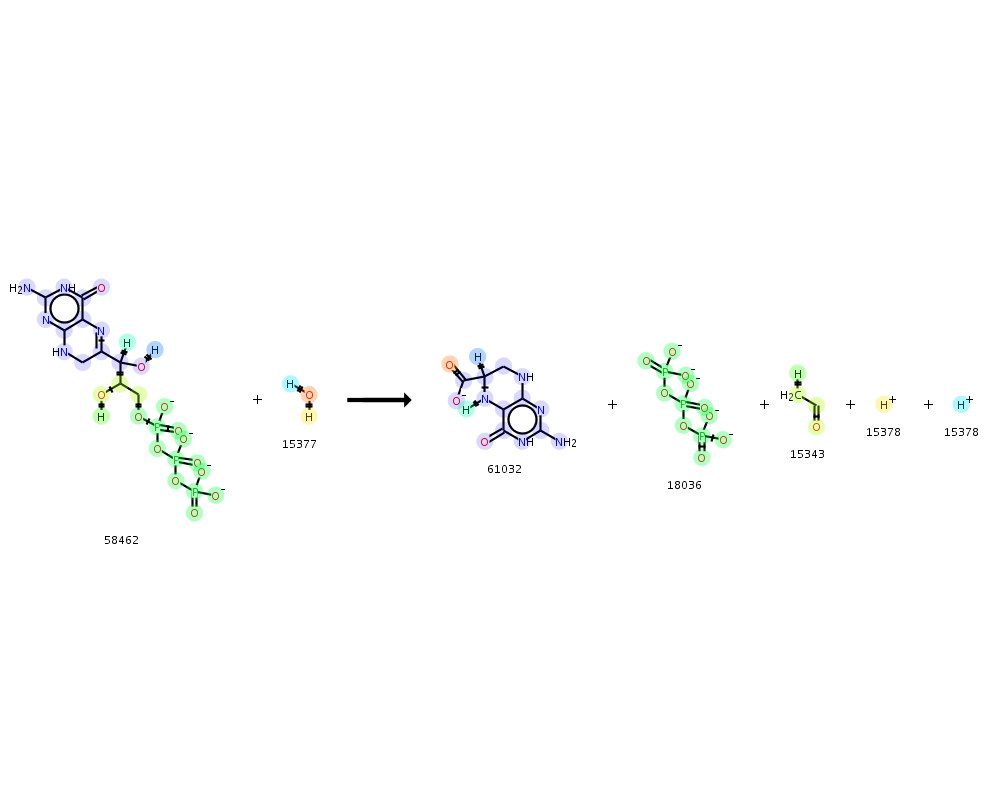 H2N NH O
N N
HN H H
O
O
H O O-
P O
O O-
P O
O O-
P O-
O
58462
+
H O
H
15377
O H
O- NH
H N N
O NH NH2
61032
+
O O-
P O-
O O-
P O
O O-
P O-
O
18036
+
H
H2C
O
15343
+
H+
15378
+
H+
15378